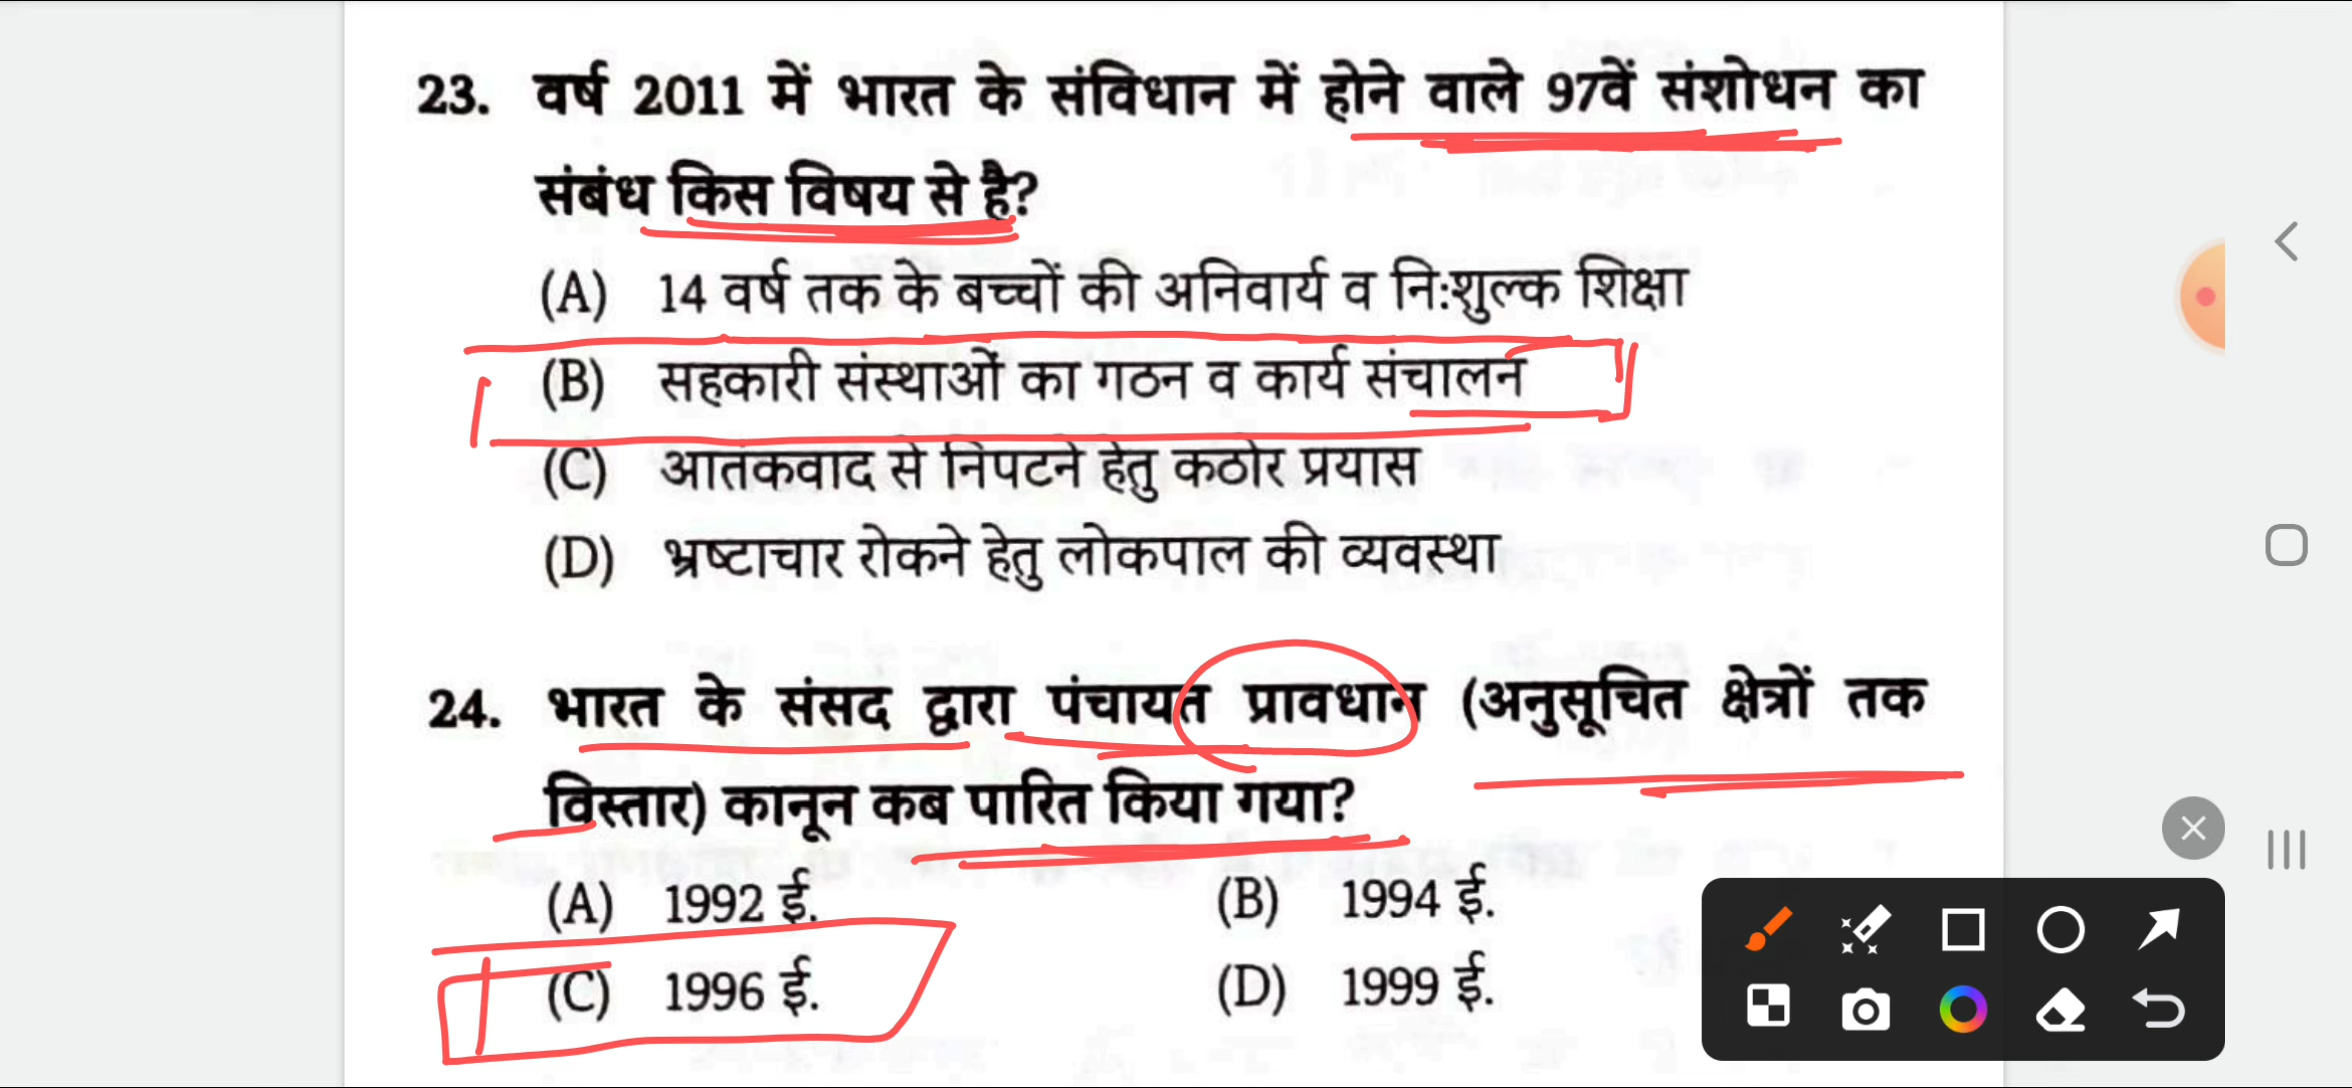 23. वर्ष 2011 में भारत के संविधान में होने वाले 97वें संशोधन का
संबंध किस विषय से है?
(A) 14 वर्ष तक के बच्चों की अनिवार्य व नि:शुल्क शिक्षा
(B) सहकारी संस्थाओं का गठन व कार्य संचालन
(C) आतंकवाद से निपटने हेतु कठोर प्रयास
(D) भ्रष्टाचार रोकने हेतु लोकपाल की व्यवस्था
24. भारत के संसद द्वारा पंचायत प्रावधान (अनुसूचित क्षेत्रों तक
विस्तार) कानून कब पारित किया गया?
(A) 1992 ई. (B) 1994 ई.
(C) 1996 ई. (D) 1999 ई.